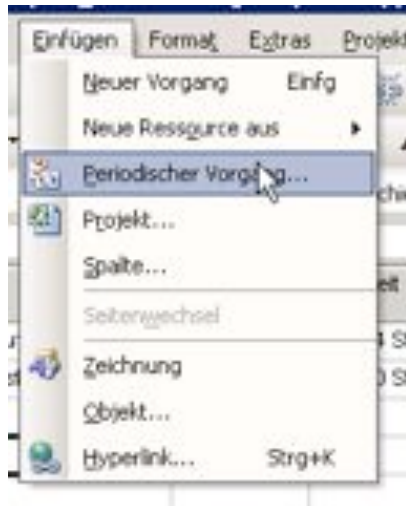 Einfügen Format Extras Projekt
Neuer Vorgang Einfg
Neue Ressource aus
Periodischer Vorgang...
Projekt...
Spalte...
Seitenwechsel
Zeichnung
Objekt...
Hyperlink... Strg+K